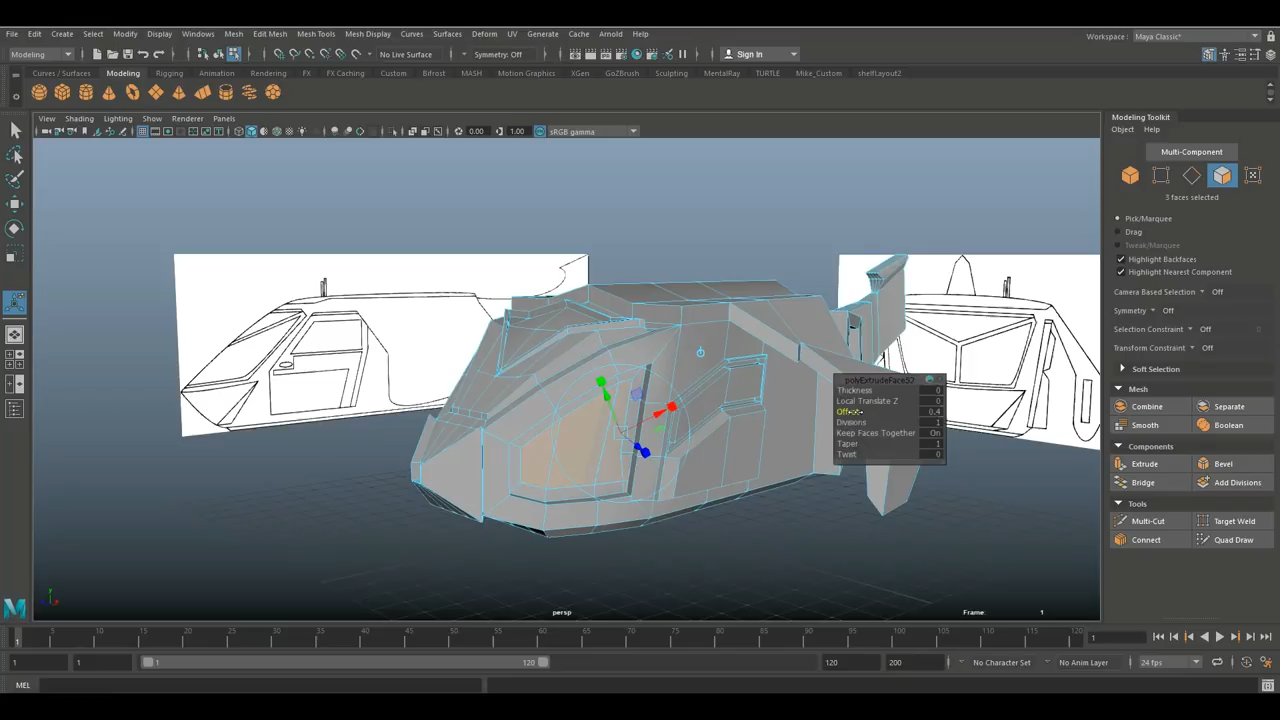 File Edit Create Select Modify Display Windows Mesh Edit Mesh Mesh Tools Mesh Display Curves Surfaces Deform UV Generate Cache Arnold Help
Workspace: Maya Classic*
Modeling
No Live Surface
Symmetry: Off
Sign In
Curves / Surfaces Modeling Rigging Animation Rendering FX FX Caching Custom Bifrost MASH Motion Graphics XGen GoZBrush Sculpting MentalRay TURTLE Mike_Custom shelfLayout2
View Shading Lighting Show Renderer Panels
0.00 1.00 sRGB gamma
Modeling Toolkit
Object Help
Multi-Component
3 faces selected
Pick/Marquee
Drag
Tweak/Marquee
Highlight Backfaces
Highlight Nearest Component
Camera Based Selection Off
Symmetry Off
Selection Constraint Off
Transform Constraint Off
Soft Selection
Mesh
Combine Separate
Smooth Boolean
Components
Extrude Bevel
Bridge Add Divisions
Tools
Multi-Cut Target Weld
Connect Quad Draw
Thickness 0
Local Translate Z 0
0.4
Divisions 1
Keep Faces Together On
Taper 1
Twist 0
persp
Frame: 1
1 5 10 15 20 25 30 35 40 45 50 55 60 65 70 75 80 85 90 95 100 105 110 115 120
1
1 1 1 120 120 200 No Character Set No Anim Layer 24 fps
MEL